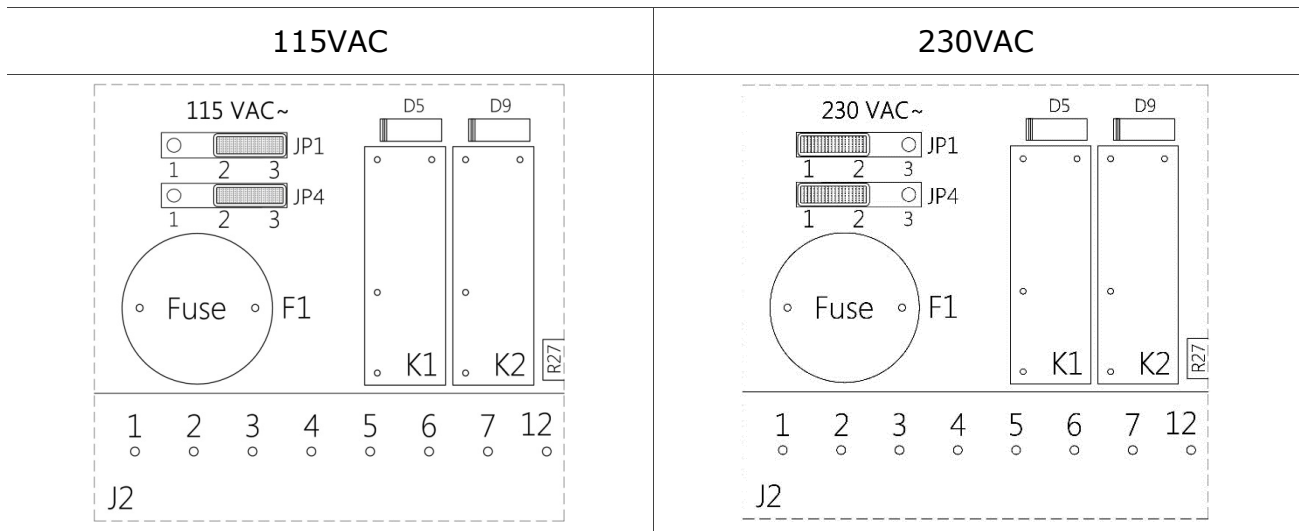 115VAC
230VAC
115 VAC~
D5
D9
JP1
1 2 3
JP4
1 2 3
Fuse
F1
K1
K2
R27
1 2 3 4 5 6 7 12
J2
230 VAC~
D5
D9
JP1
1 2 3
JP4
1 2 3
Fuse
F1
K1
K2
R27
1 2 3 4 5 6 7 12
J2